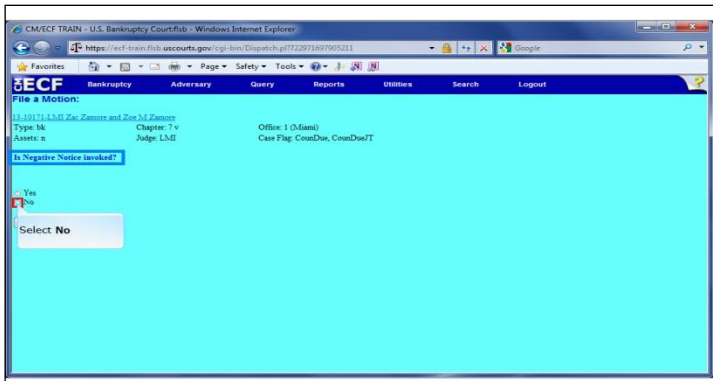 CM/ECF TRAIN - U.S. Bankruptcy Court:flsb - Windows Internet Explorer
https://ecf-train.flsb.uscourts.gov/cgi-bin/Dispatch.pl?722971697905211
Google
Favorites Page Safety Tools
ECF Bankruptcy Adversary Query Reports Utilities Search Logout ?
File a Motion:
13-10171-LMI Zac Zamore and Zoe M Zamore
Type: bk Chapter: 7 v Office: 1 (Miami)
Assets: n Judge: LMI Case Flag: CounDue, CounDueJT
Is Negative Notice invoked?
Yes
No
Select No